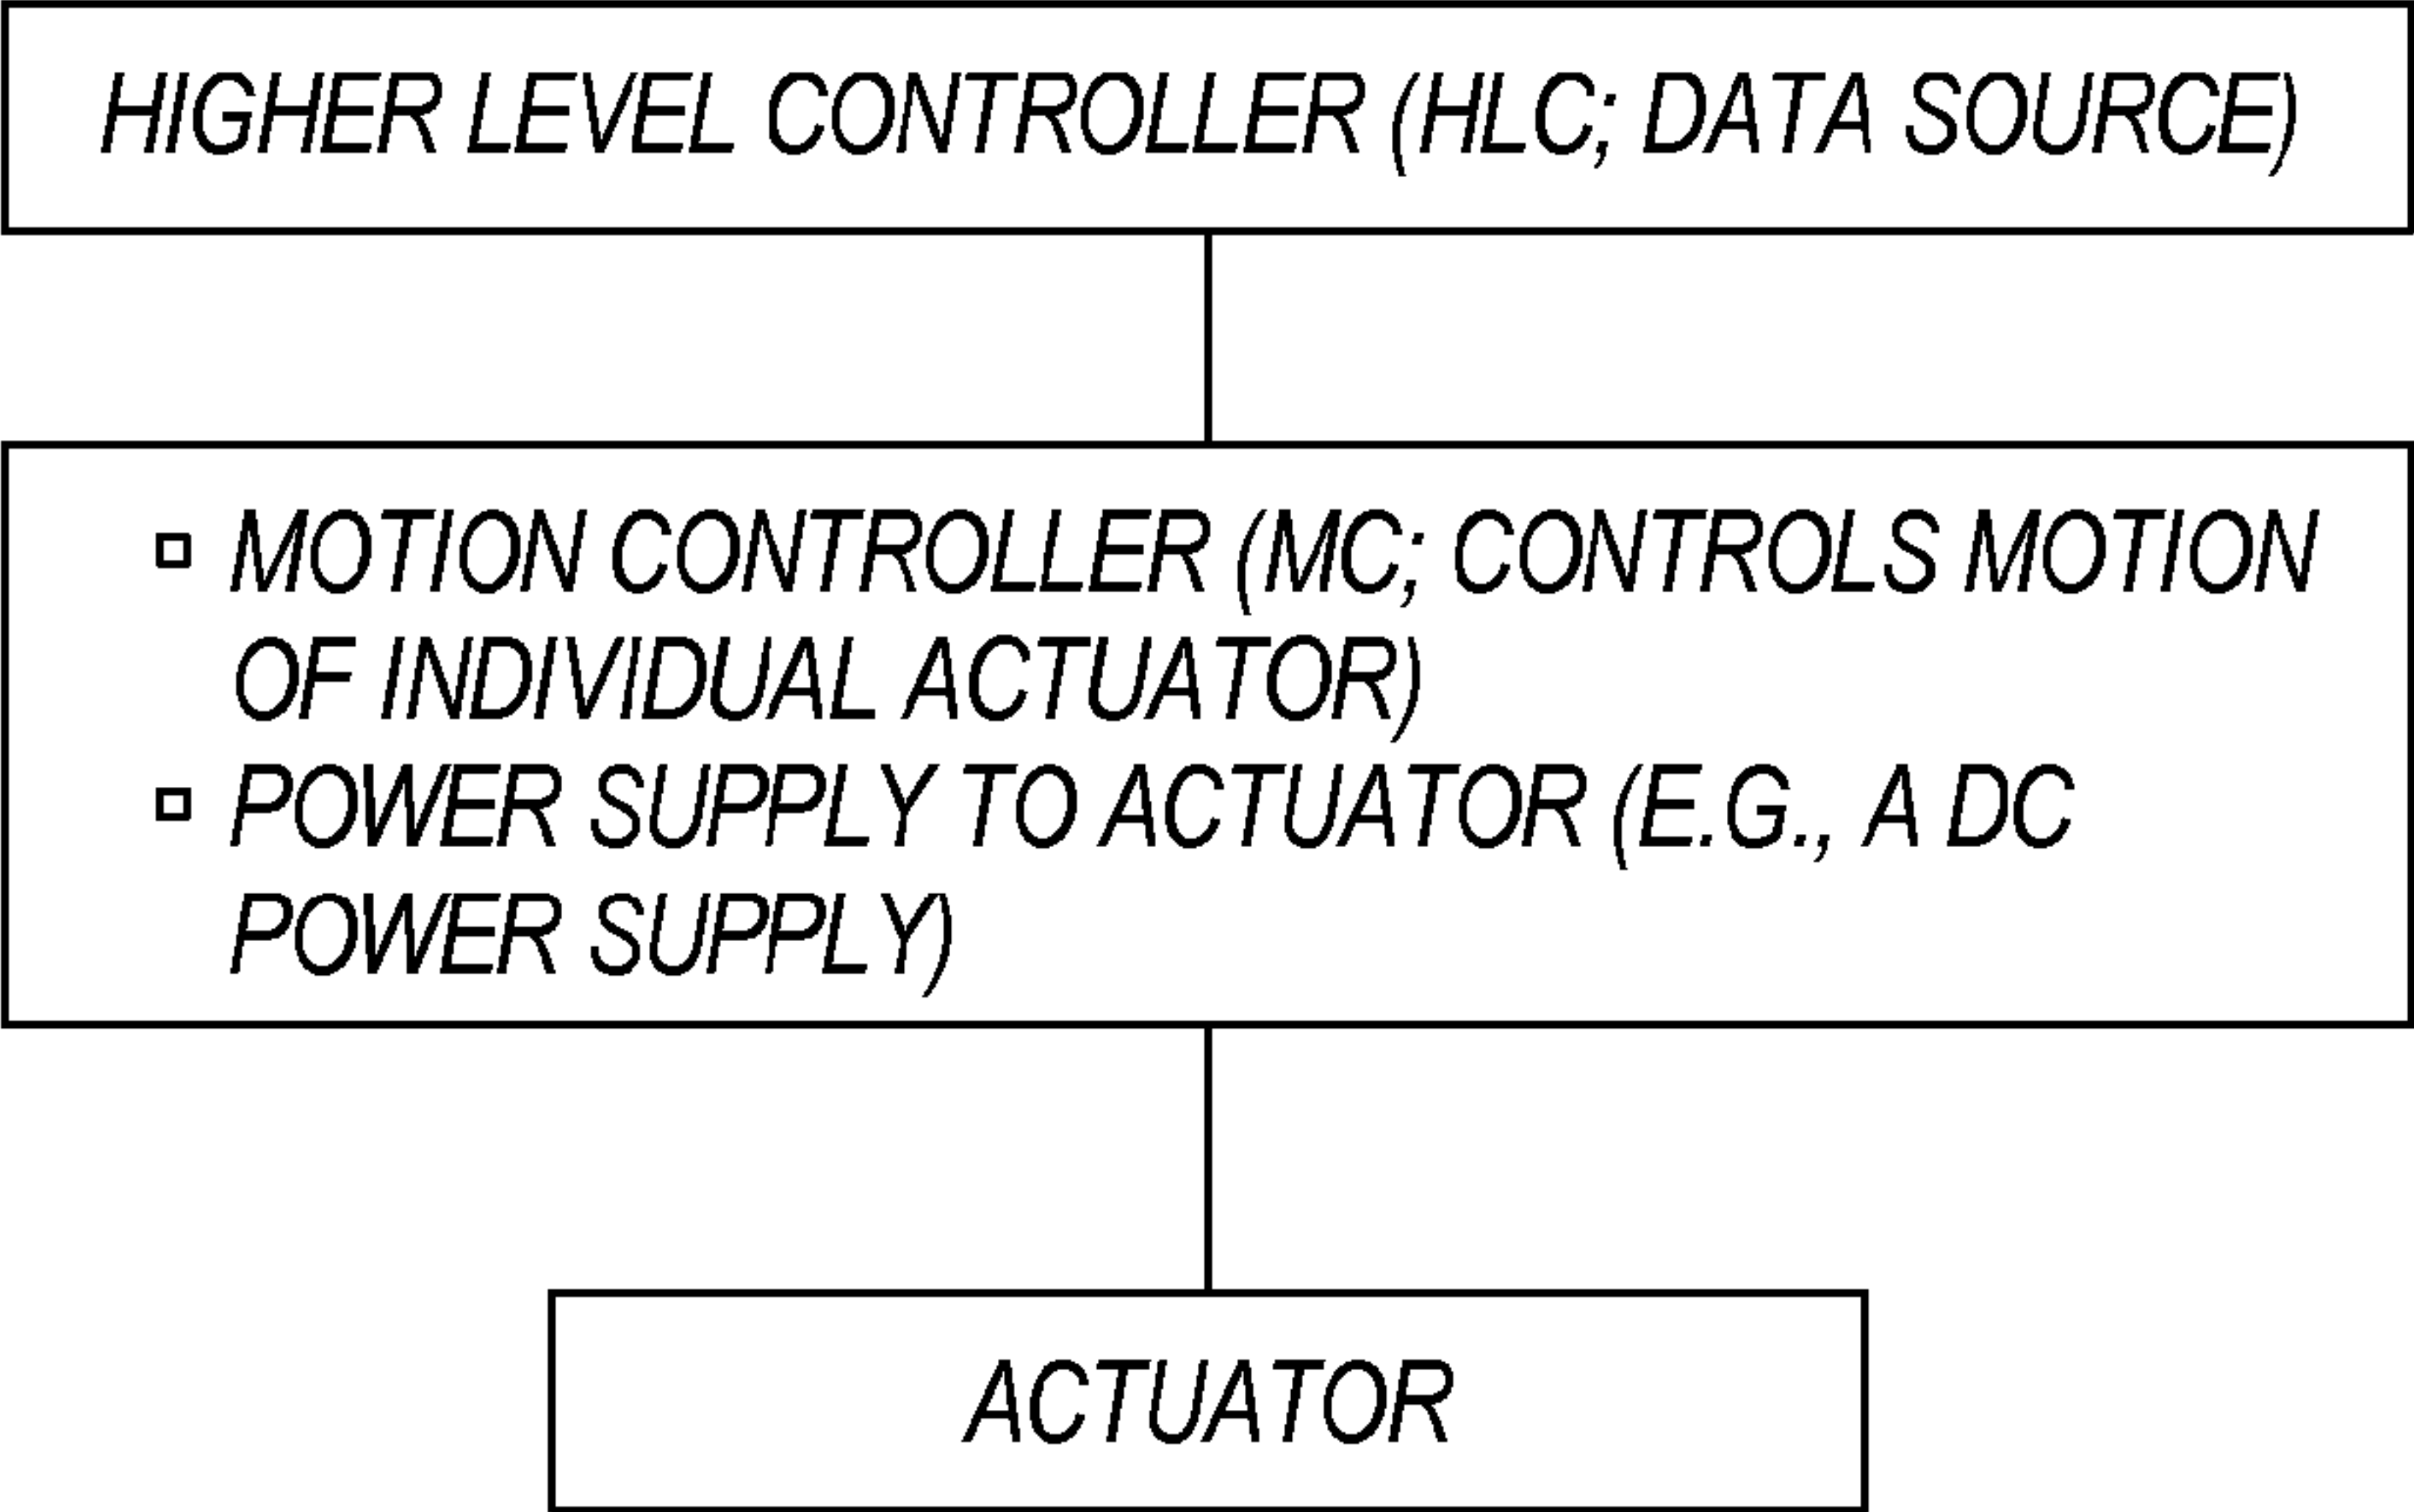 HIGHER LEVEL CONTROLLER (HLC; DATA SOURCE)
MOTION CONTROLLER (MC; CONTROLS MOTION
OF INDIVIDUAL ACTUATOR)
POWER SUPPLY TO ACTUATOR (E.G., A DC
POWER SUPPLY)
ACTUATOR